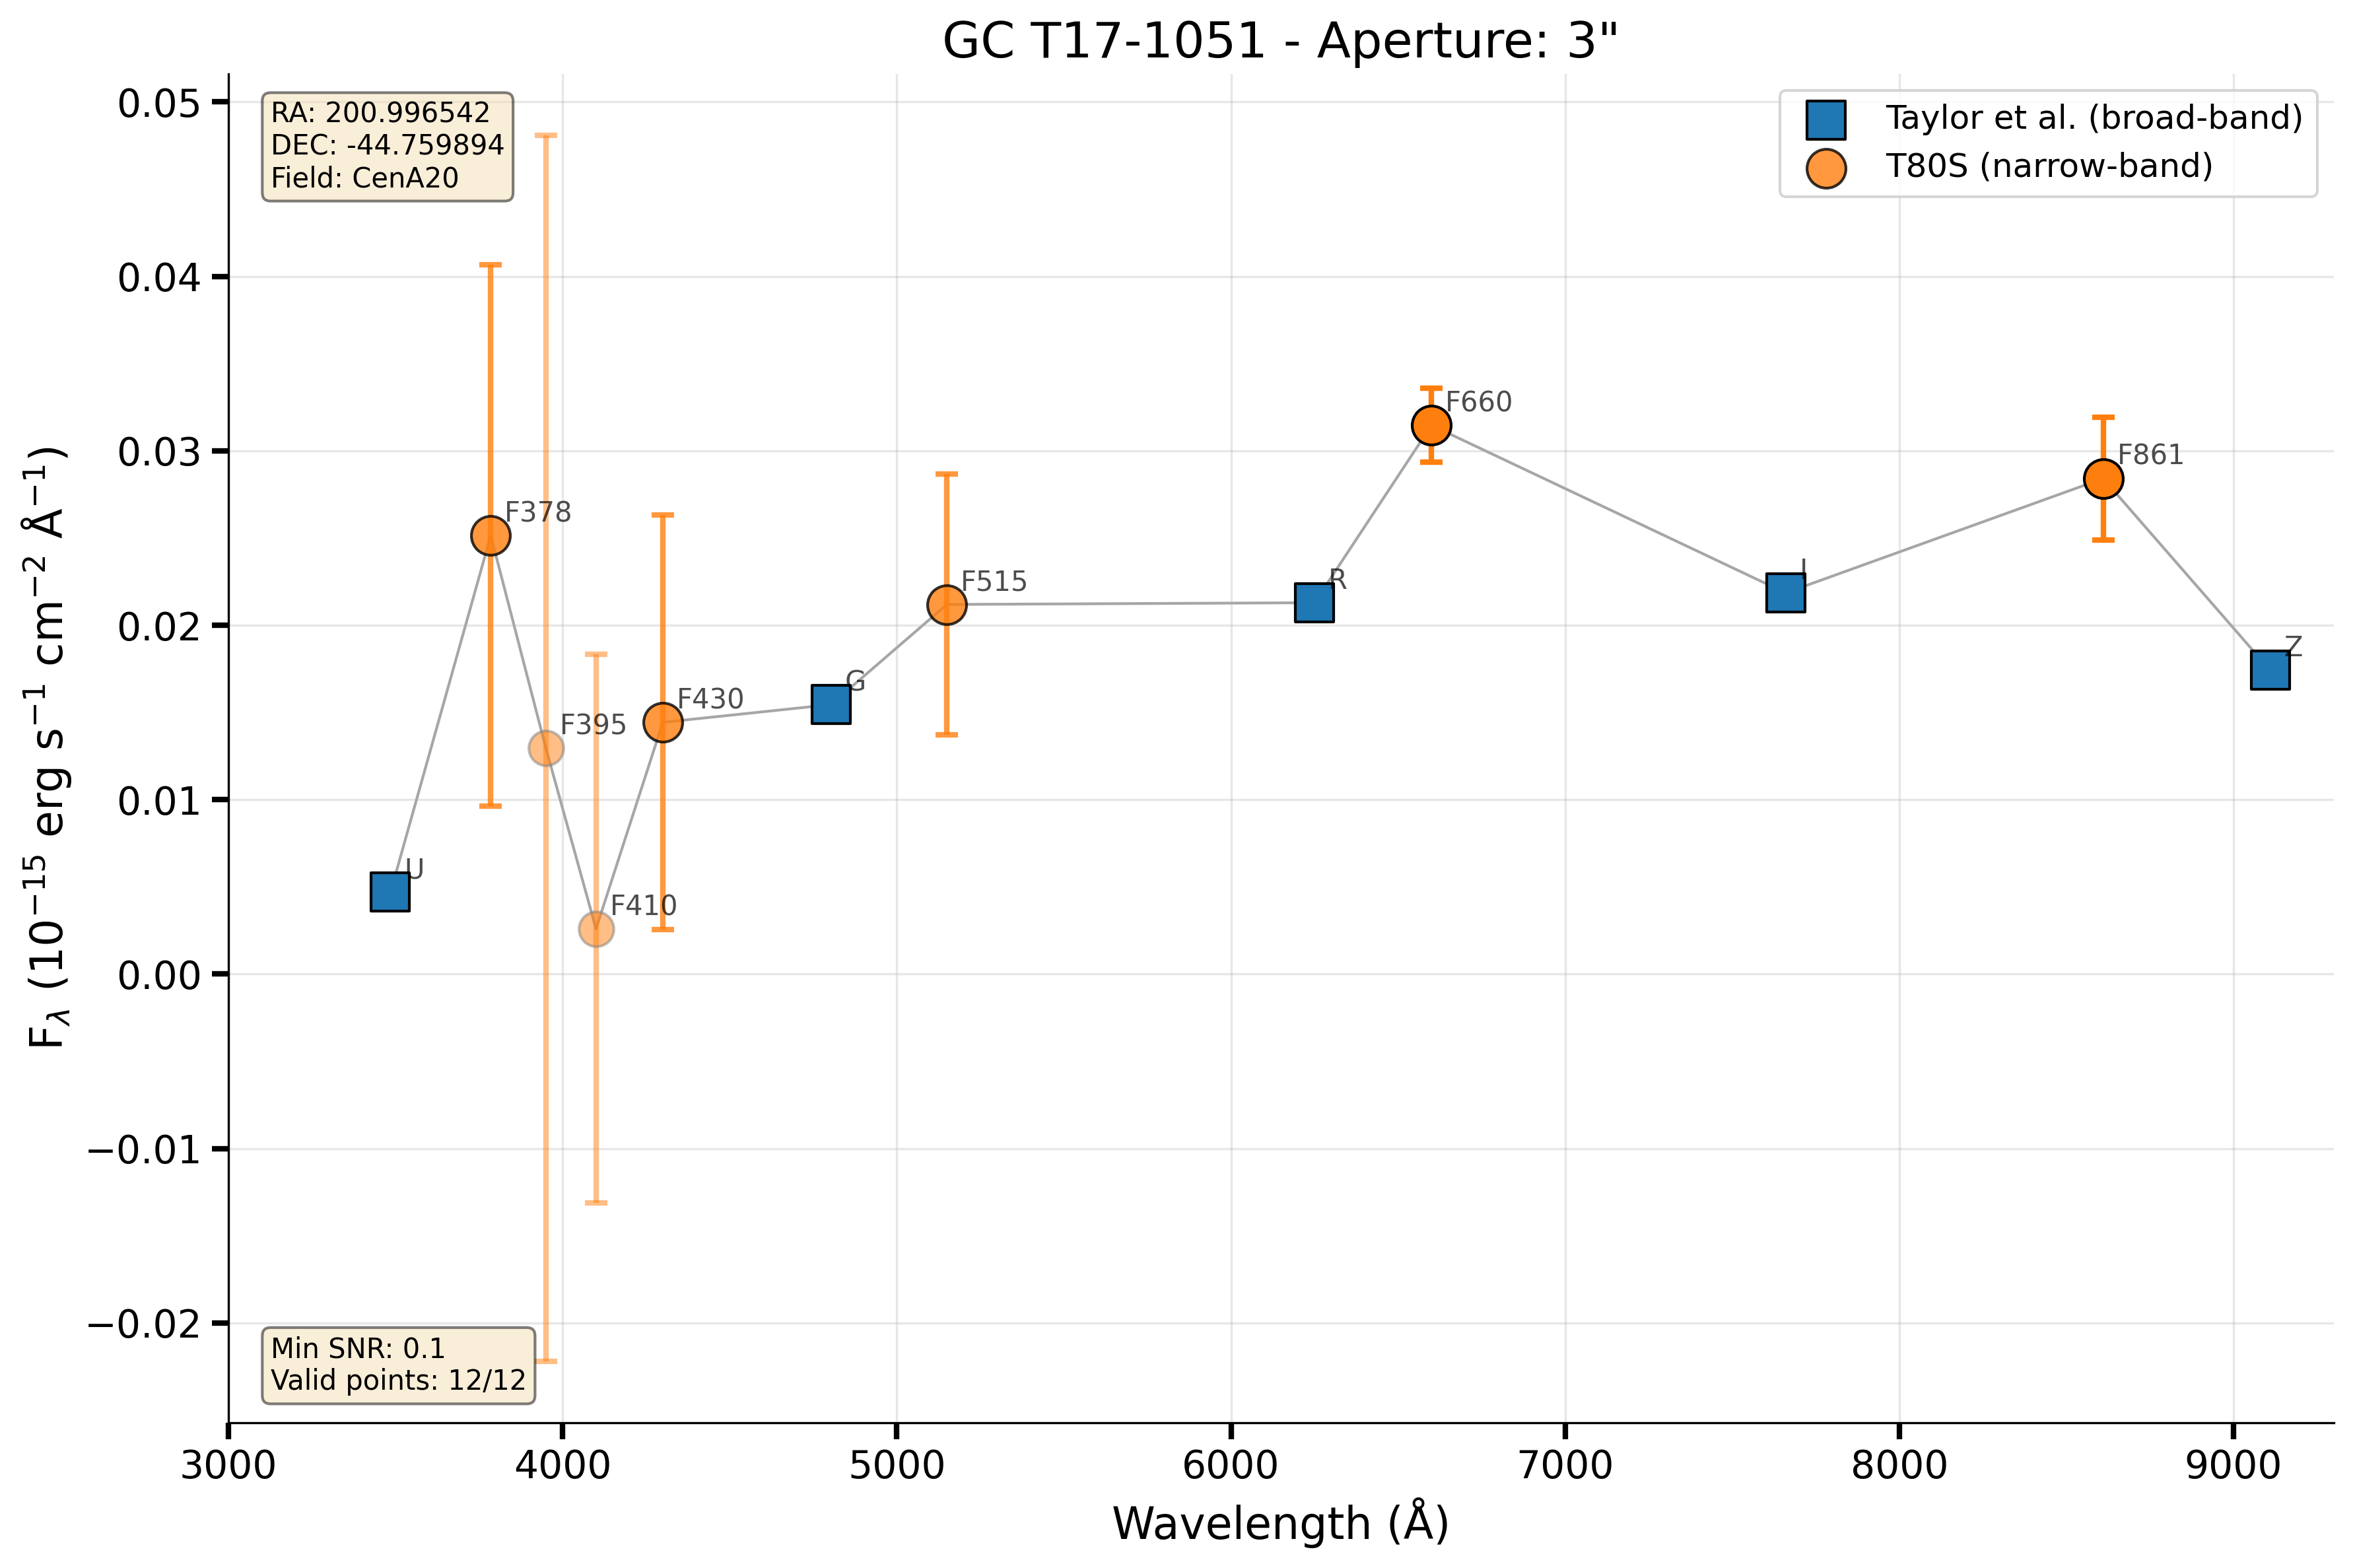 GC T17-1051 - Aperture: 3"
RA: 200.996542
DEC: -44.759894
Field: CenA20
Taylor et al. (broad-band)
T80S (narrow-band)
0.05
0.04
0.03
0.02
0.01
0.00
−0.01
−0.02
F_λ (10⁻¹⁵ erg s⁻¹ cm⁻² Å⁻¹)
U
F378
F395
F410
F430
G
F515
R
F660
I
F861
Z
Min SNR: 0.1
Valid points: 12/12
3000 4000 5000 6000 7000 8000 9000
Wavelength (Å)